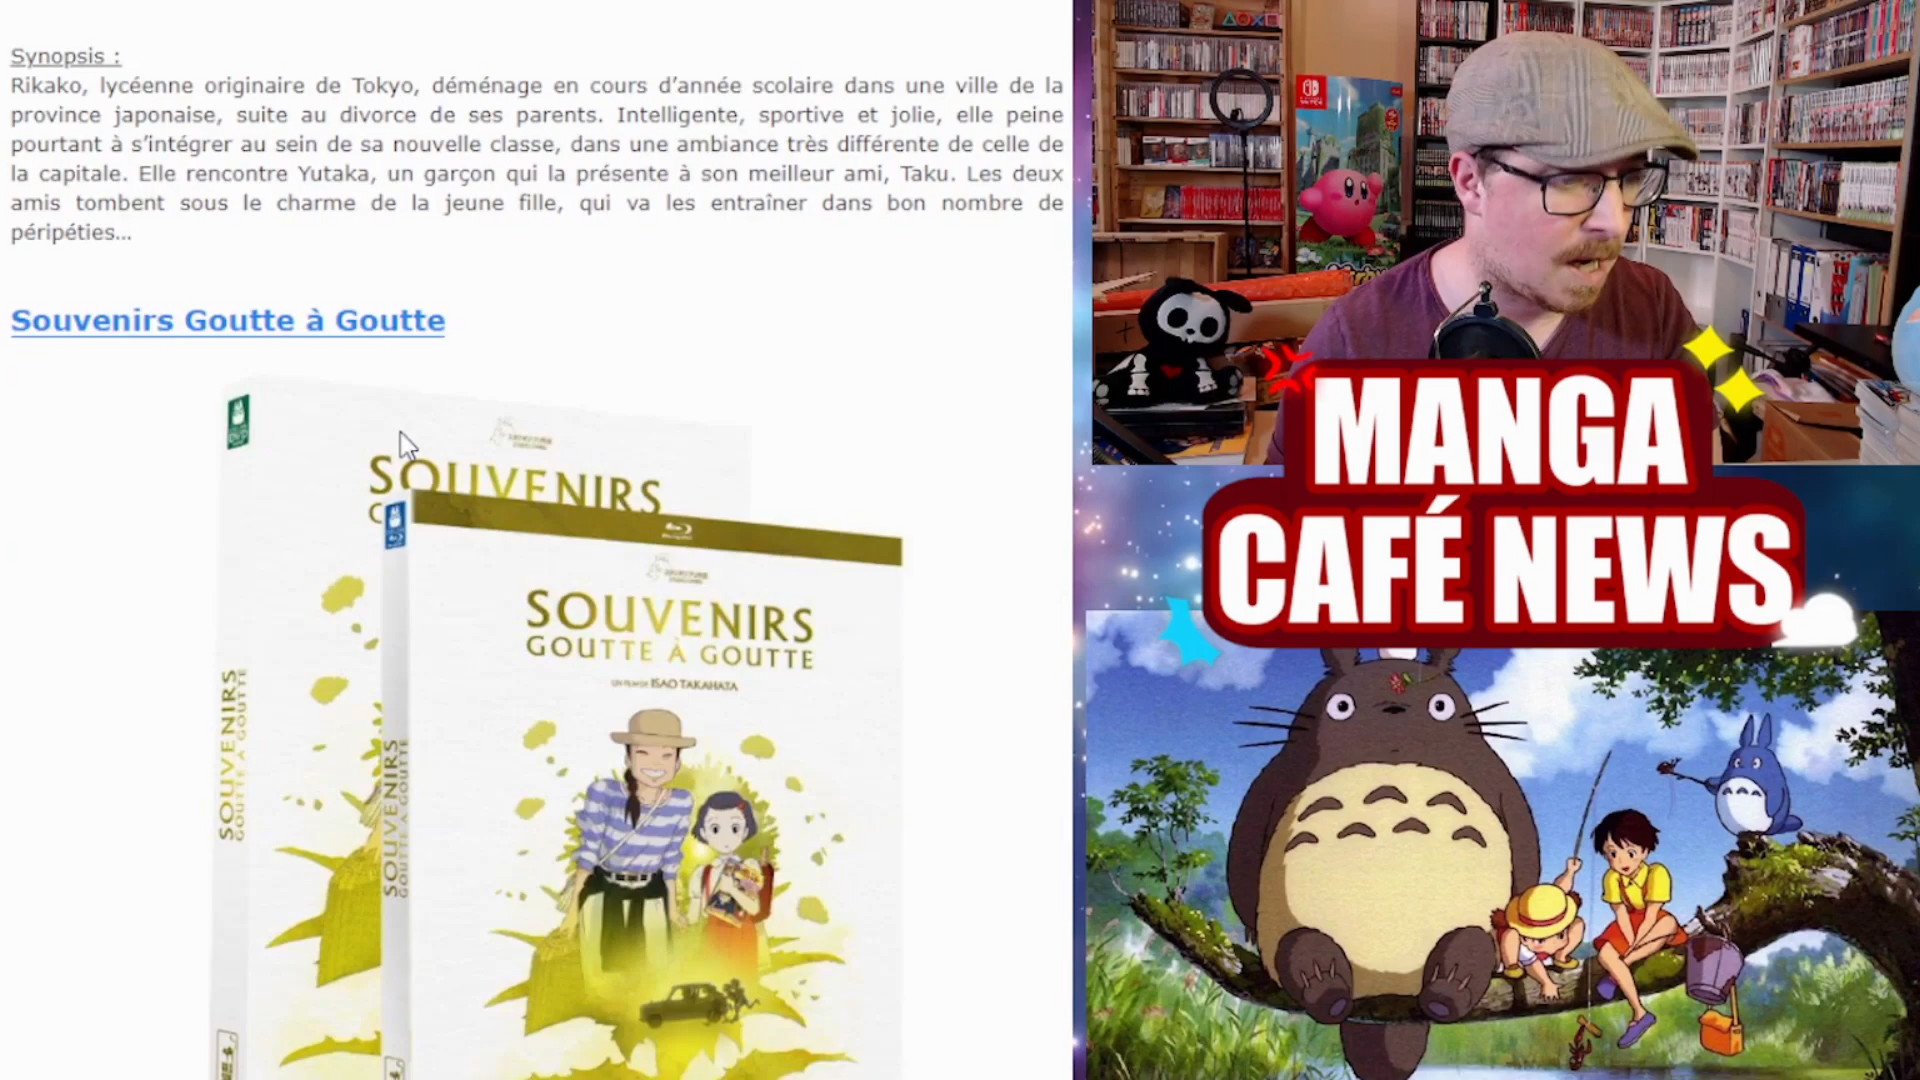 Synopsis :
Rikako, lycéenne originaire de Tokyo, déménage en cours d’année scolaire dans une ville de la
province japonaise, suite au divorce de ses parents. Intelligente, sportive et jolie, elle peine
pourtant à s’intégrer au sein de sa nouvelle classe, dans une ambiance très différente de celle de
la capitale. Elle rencontre Yutaka, un garçon qui la présente à son meilleur ami, Taku. Les deux
amis tombent sous le charme de la jeune fille, qui va les entraîner dans bon nombre de
péripéties...
Souvenirs Goutte à Goutte
SOUVENIRS
SOUVENIRS
GOUTTE À GOUTTE
UN FILM DE ISAO TAKAHATA
SOUVENIRS
GOUTTE À GOUTTE
SOUVENIRS
GOUTTE À GOUTTE
MANGA
CAFÉ NEWS